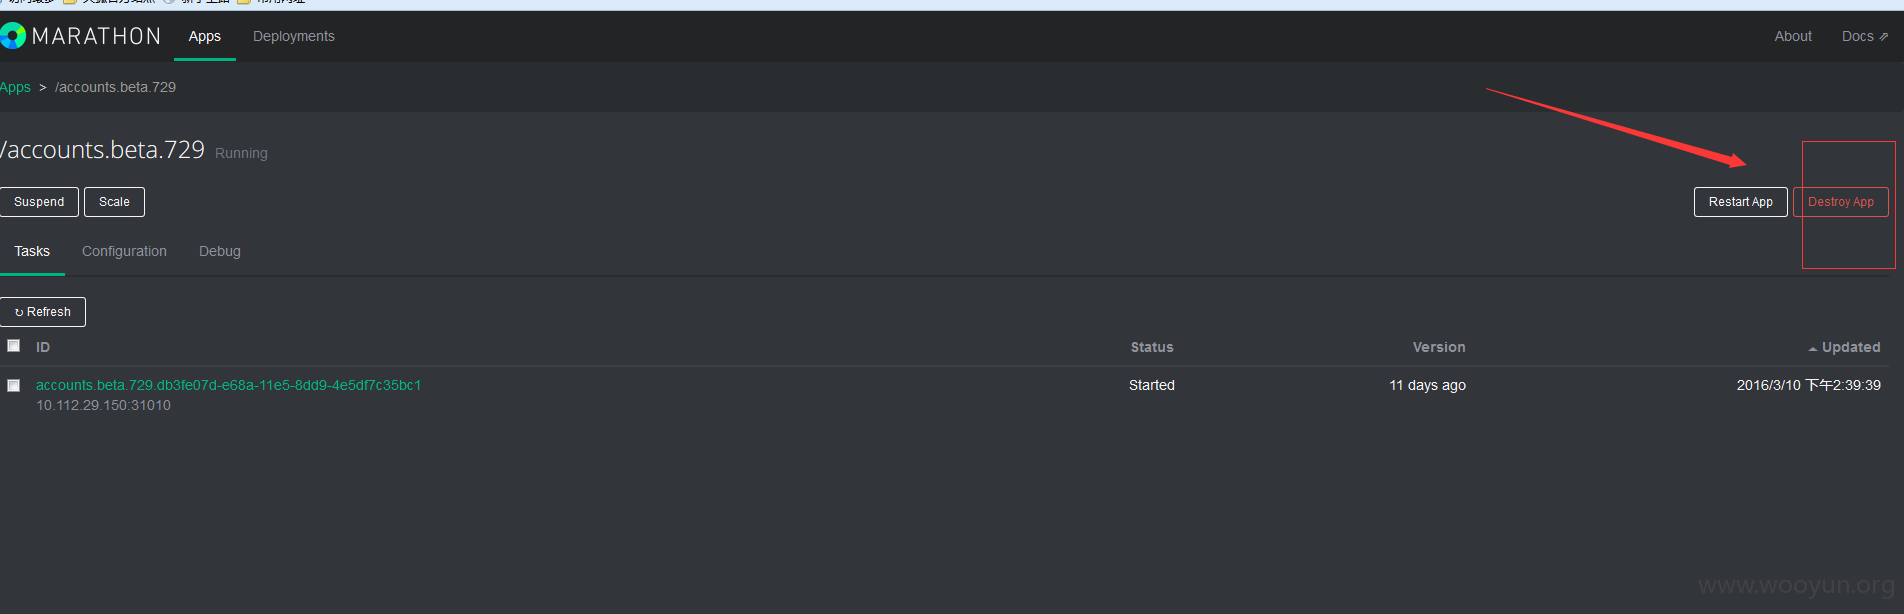 MARATHON Apps Deployments About Docs
Apps > /accounts.beta.729
/accounts.beta.729 Running
Suspend Scale Restart App Destroy App
Tasks Configuration Debug
↻ Refresh
ID Status Version Updated
accounts.beta.729.db3fe07d-e68a-11e5-8dd9-4e5df7c35bc1 Started 11 days ago 2016/3/10 下午2:39:39
10.112.29.150:31010
www.wooyun.org